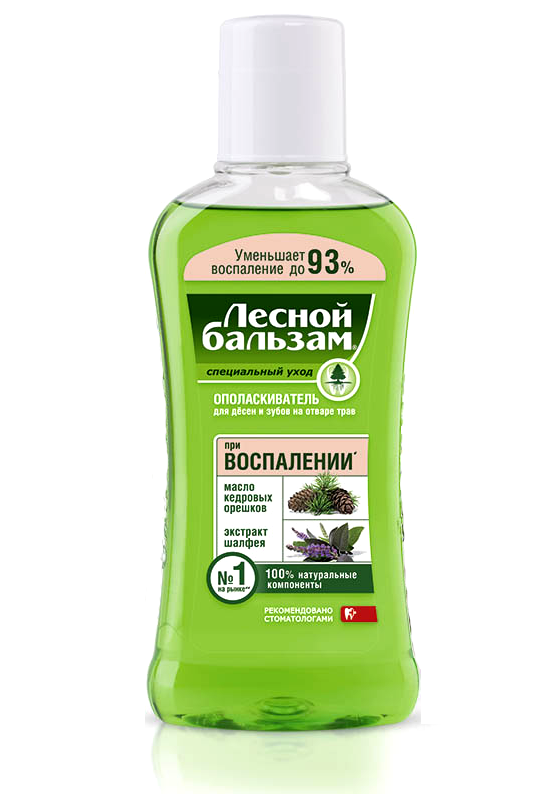 Уменьшает
воспаление до 93%
Лесной
бальзам®
специальный уход
ОПОЛАСКИВАТЕЛЬ
для дёсен и зубов на отваре трав
при
ВОСПАЛЕНИИ*
масло
кедровых
орешков
экстракт
шалфея
№1
на рынке**
100% натуральные
компоненты
РЕКОМЕНДОВАНО
СТОМАТОЛОГАМИ